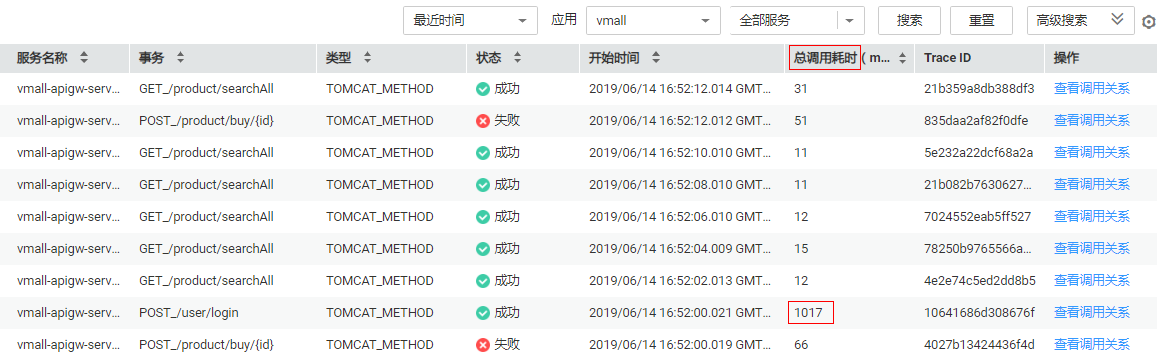 最近时间 应用 vmall 全部服务 搜索 重置 高级搜索
服务名称 事务 类型 状态 开始时间 总调用耗时 ( m... Trace ID 操作
vmall-apigw-serv... GET_/product/searchAll TOMCAT_METHOD 成功 2019/06/14 16:52:12.014 GMT... 31 21b359a8db388df3 查看调用关系
vmall-apigw-serv... POST_/product/buy/{id} TOMCAT_METHOD 失败 2019/06/14 16:52:12.012 GMT... 51 835daa2af82f0dfe 查看调用关系
vmall-apigw-serv... GET_/product/searchAll TOMCAT_METHOD 成功 2019/06/14 16:52:10.010 GMT... 11 5e232a22dcf68a2a 查看调用关系
vmall-apigw-serv... GET_/product/searchAll TOMCAT_METHOD 成功 2019/06/14 16:52:08.010 GMT... 11 21b082b7630627... 查看调用关系
vmall-apigw-serv... GET_/product/searchAll TOMCAT_METHOD 成功 2019/06/14 16:52:06.010 GMT... 12 7024552eab5ff527 查看调用关系
vmall-apigw-serv... GET_/product/searchAll TOMCAT_METHOD 成功 2019/06/14 16:52:04.009 GMT... 15 78250b9765566a... 查看调用关系
vmall-apigw-serv... GET_/product/searchAll TOMCAT_METHOD 成功 2019/06/14 16:52:02.013 GMT... 12 4e2e74c5ed2dd8b5 查看调用关系
vmall-apigw-serv... POST_/user/login TOMCAT_METHOD 成功 2019/06/14 16:52:00.021 GMT... 1017 10641686d308676f 查看调用关系
vmall-apigw-serv... POST_/product/buy/{id} TOMCAT_METHOD 失败 2019/06/14 16:52:00.019 GMT... 66 4027b13424436f4d 查看调用关系